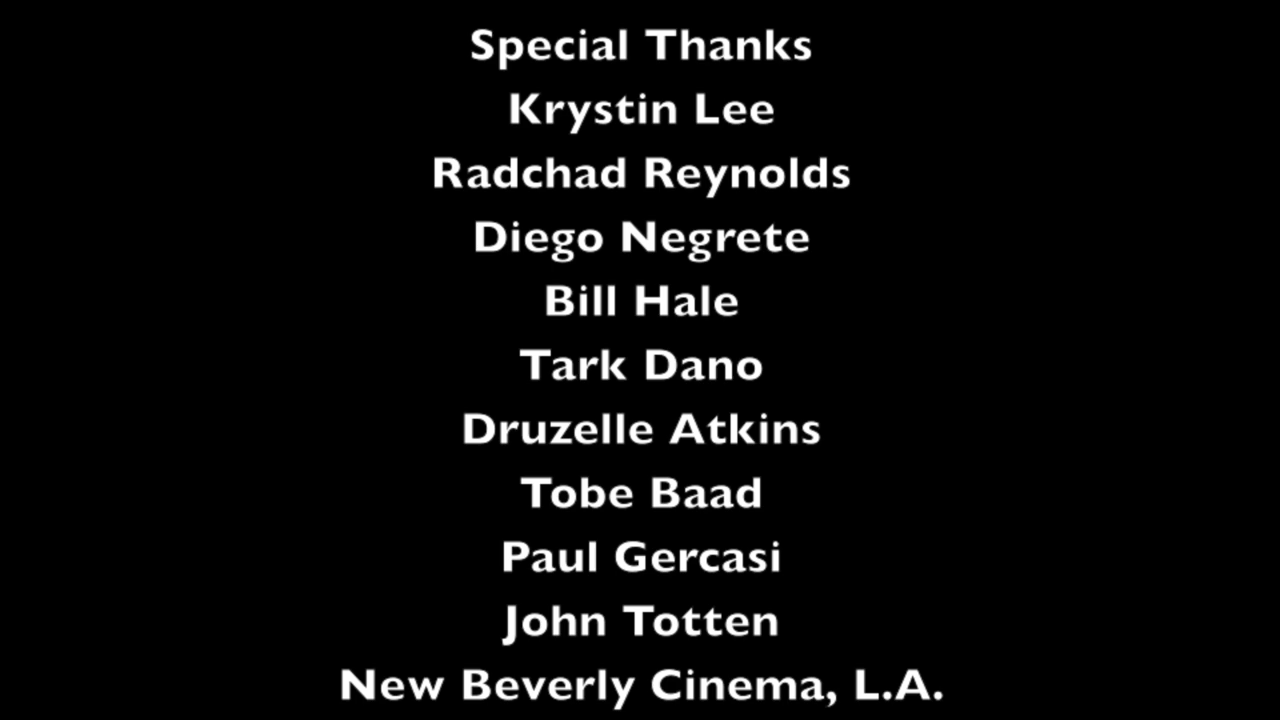 Special Thanks
Krystin Lee
Radchad Reynolds
Diego Negrete
Bill Hale
Tark Dano
Druzelle Atkins
Tobe Baad
Paul Gercasi
John Totten
New Beverly Cinema, L.A.